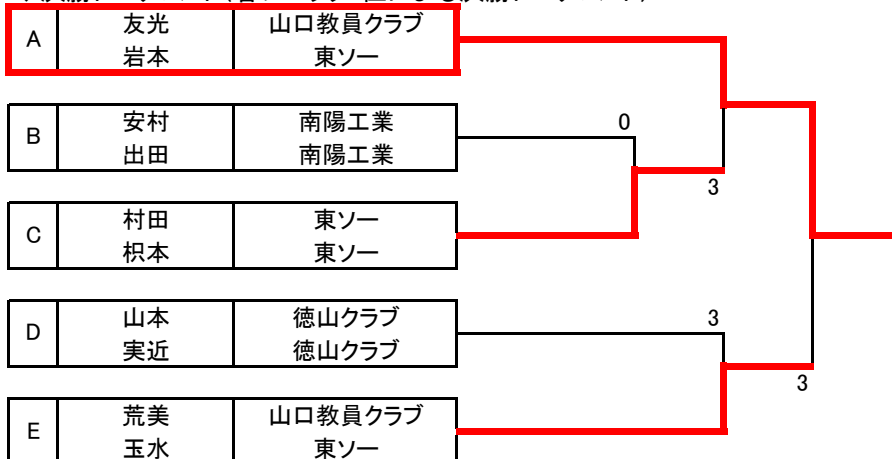 A 友光 山口教員クラブ
岩本 東ソー
B 安村 南陽工業 0
出田 南陽工業
3
C 村田 東ソー
枳本 東ソー
D 山本 徳山クラブ 3
実近 徳山クラブ
3
E 荒美 山口教員クラブ
玉水 東ソー